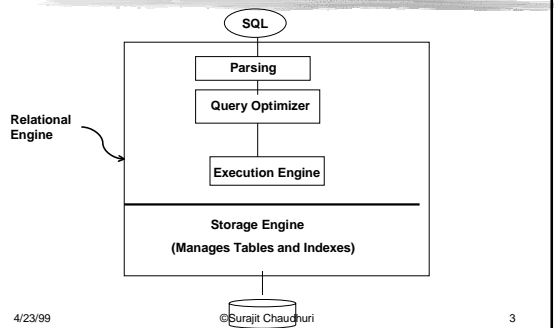 SQL
Parsing
Query Optimizer
Relational
Engine
Execution Engine
Storage Engine
(Manages Tables and Indexes)
4/23/99 ©Surajit Chaudhuri 3